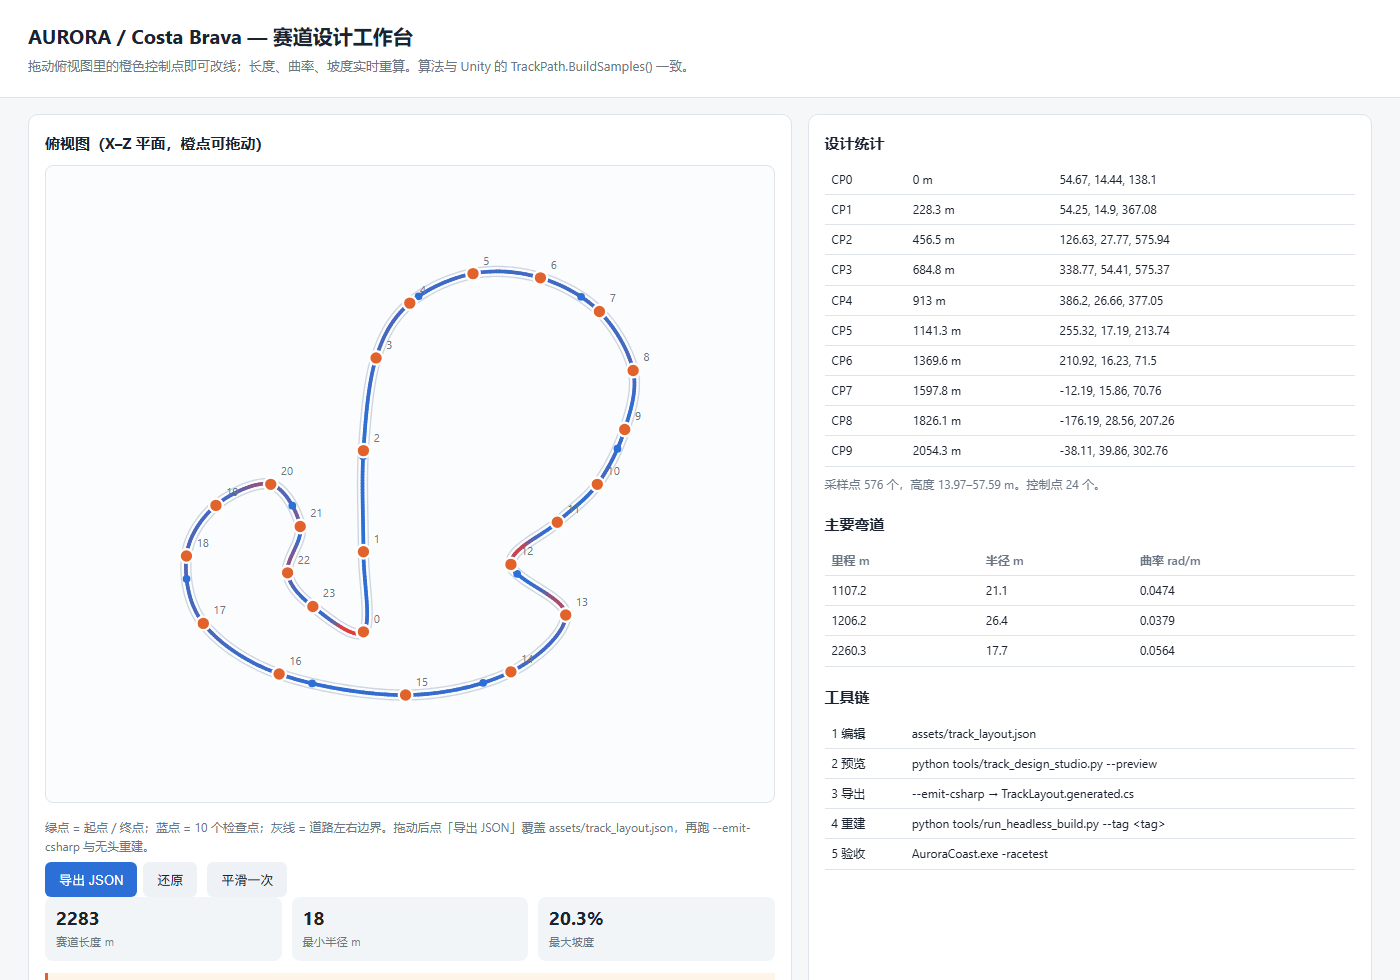 AURORA / Costa Brava — 赛道设计工作台
拖动俯视图里的橙色控制点即可改线；长度、曲率、坡度实时重算。算法与 Unity 的 TrackPath.BuildSamples() 一致。
俯视图（X–Z 平面，橙点可拖动）
5
6
4
7
3
8
9
2
10
20
19
11
21
1
12
18
22
23
13
17
0
16
14
15
绿点 = 起点 / 终点；蓝点 = 10 个检查点；灰线 = 道路左右边界。拖动后点「导出 JSON」覆盖 assets/track_layout.json，再跑 --emit-
csharp 与无头重建。
导出 JSON
还原
平滑一次
2283
赛道长度 m
18
最小半径 m
20.3%
最大坡度
设计统计
CP0 0 m 54.67, 14.44, 138.1
CP1 228.3 m 54.25, 14.9, 367.08
CP2 456.5 m 126.63, 27.77, 575.94
CP3 684.8 m 338.77, 54.41, 575.37
CP4 913 m 386.2, 26.66, 377.05
CP5 1141.3 m 255.32, 17.19, 213.74
CP6 1369.6 m 210.92, 16.23, 71.5
CP7 1597.8 m -12.19, 15.86, 70.76
CP8 1826.1 m -176.19, 28.56, 207.26
CP9 2054.3 m -38.11, 39.86, 302.76
采样点 576 个，高度 13.97–57.59 m。控制点 24 个。
主要弯道
里程 m 半径 m 曲率 rad/m
1107.2 21.1 0.0474
1206.2 26.4 0.0379
2260.3 17.7 0.0564
工具链
1 编辑 assets/track_layout.json
2 预览 python tools/track_design_studio.py --preview
3 导出 --emit-csharp → TrackLayout.generated.cs
4 重建 python tools/run_headless_build.py --tag <tag>
5 验收 AuroraCoast.exe -racetest